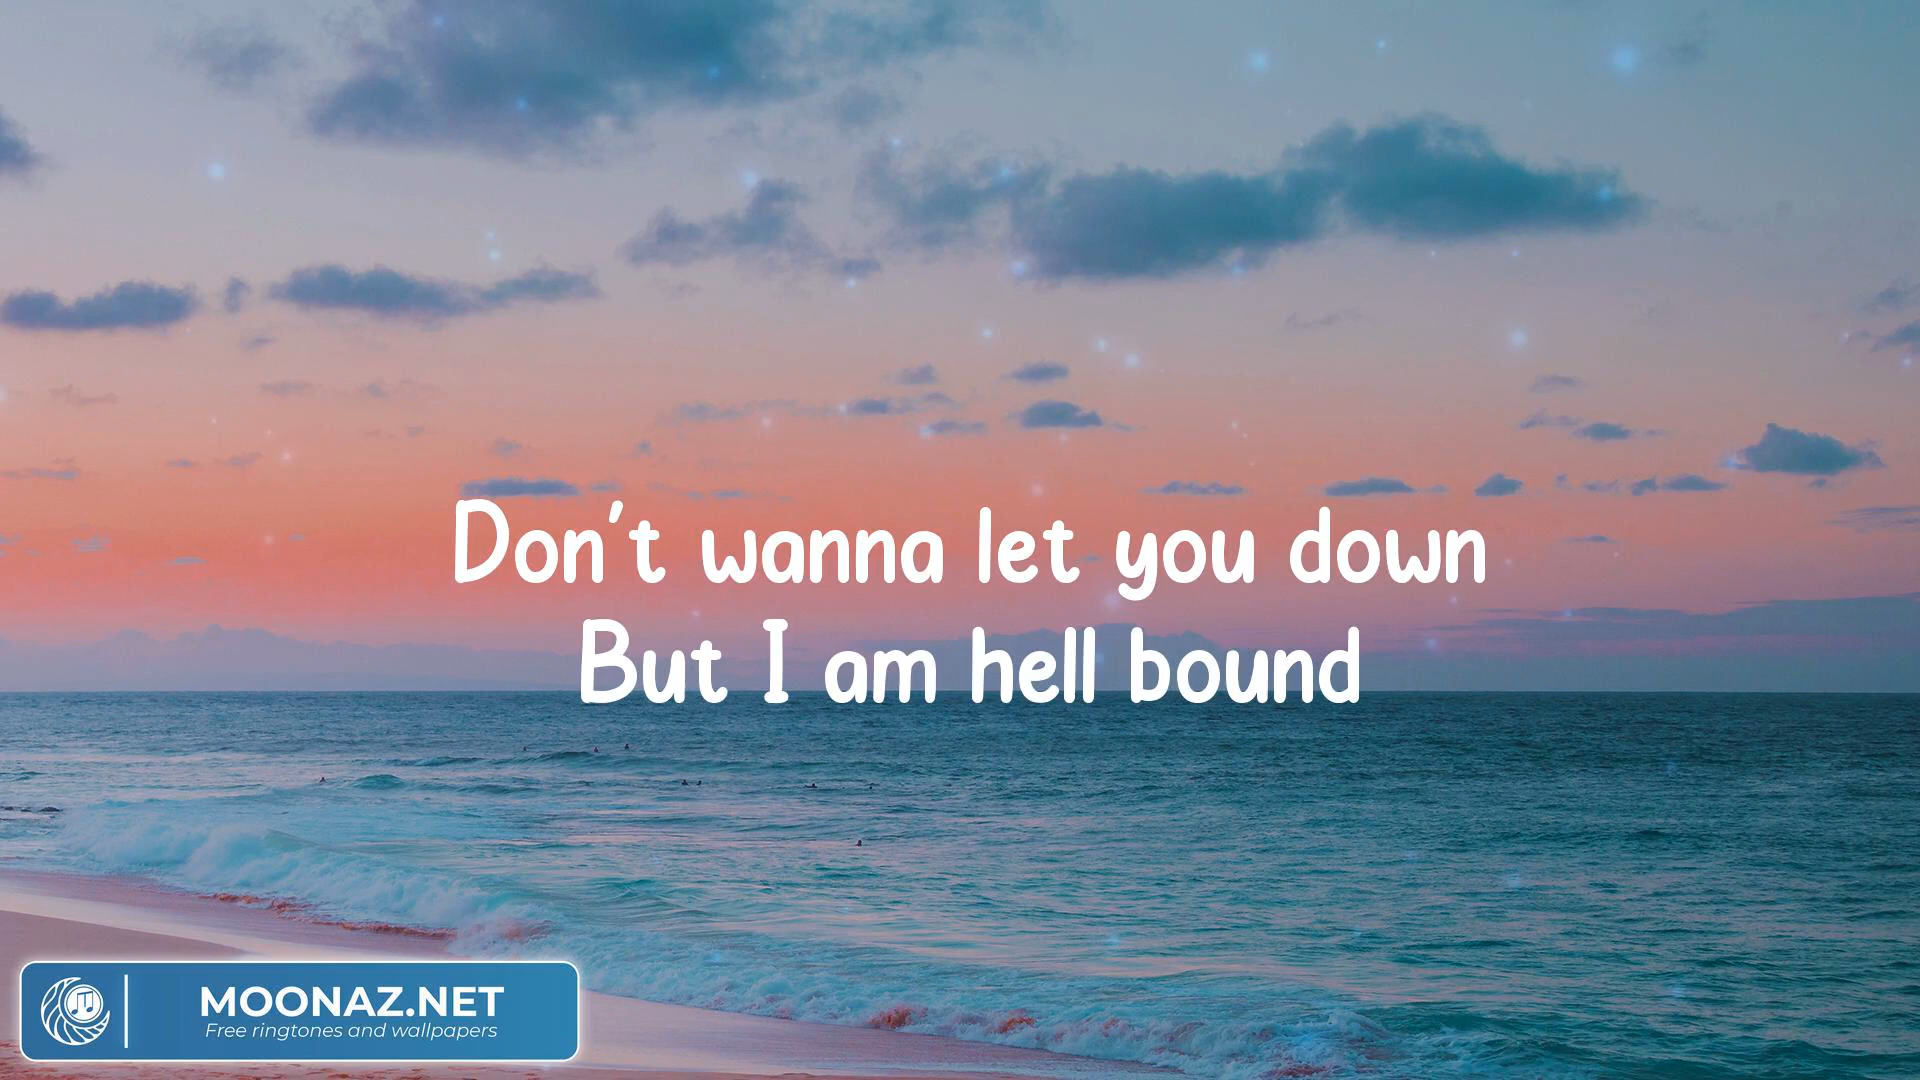 Don't wanna let you down
But I am hell bound
MOONAZ.NET
Free ringtones and wallpapers